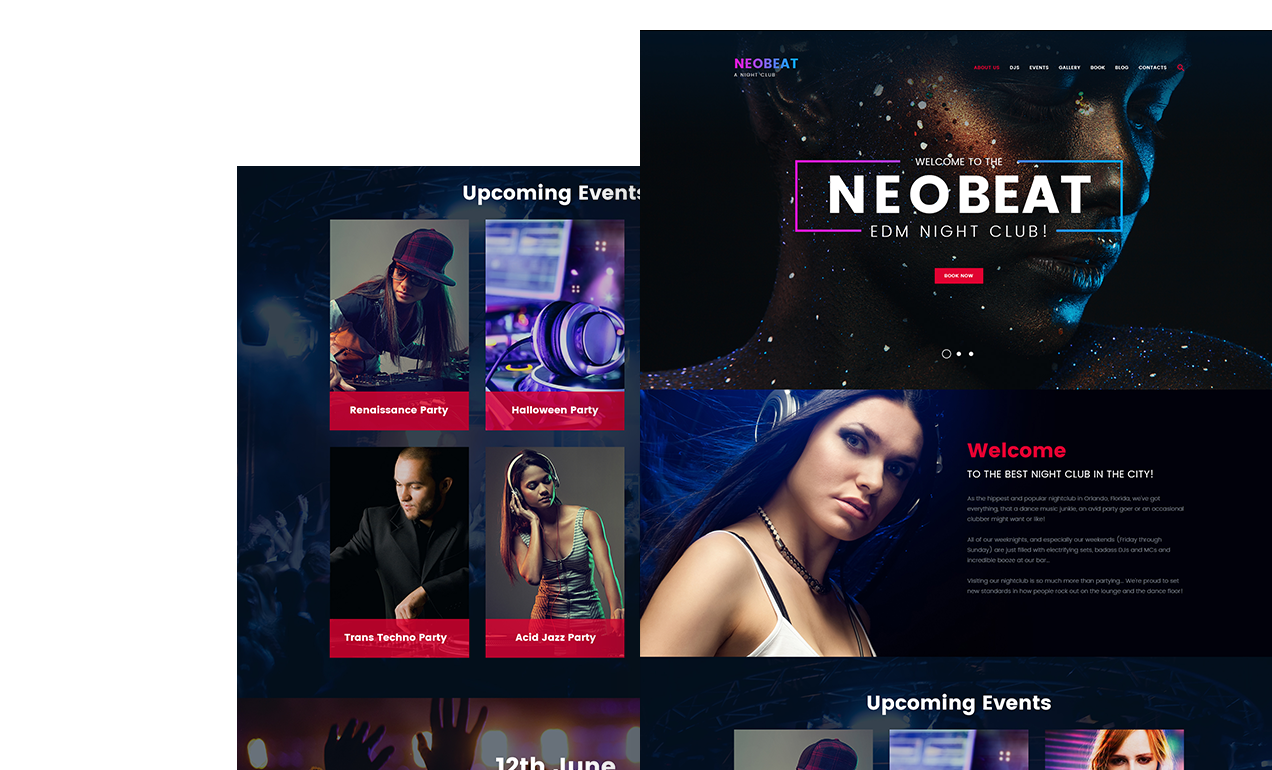 Upcoming Events
Renaissance Party
Halloween Party
Trans Techno Party
Acid Jazz Party
12th June
NEOBEAT
A NIGHT CLUB
ABOUT US DJS EVENTS GALLERY BOOK BLOG CONTACTS
WELCOME TO THE
NEOBEAT
EDM NIGHT CLUB!
BOOK NOW
Welcome
TO THE BEST NIGHT CLUB IN THE CITY!
As the hippest and popular nightclub in Orlando, Florida, we've got
everything, that a dance music junkie, an avid party goer or an occasional
clubber might want or like!
All of our weeknights, and especially our weekends (Friday through
Sunday) are just filled with electrifying sets, badass DJs and MCs and
incredible booze at our bar...
Visiting our nightclub is so much more than partying... We're proud to set
new standards in how people rock out on the lounge and the dance floor!
Upcoming Events